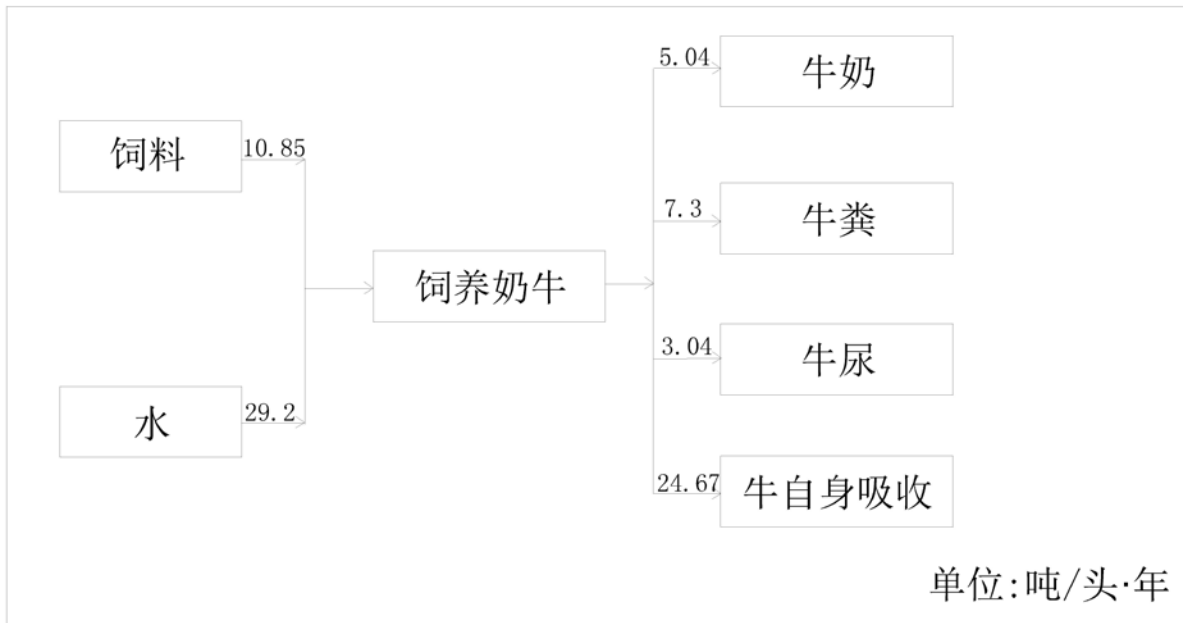 饲料
10.85
水
29.2
饲养奶牛
5.04
牛奶
7.3
牛粪
3.04
牛尿
24.67
牛自身吸收
单位:吨/头·年